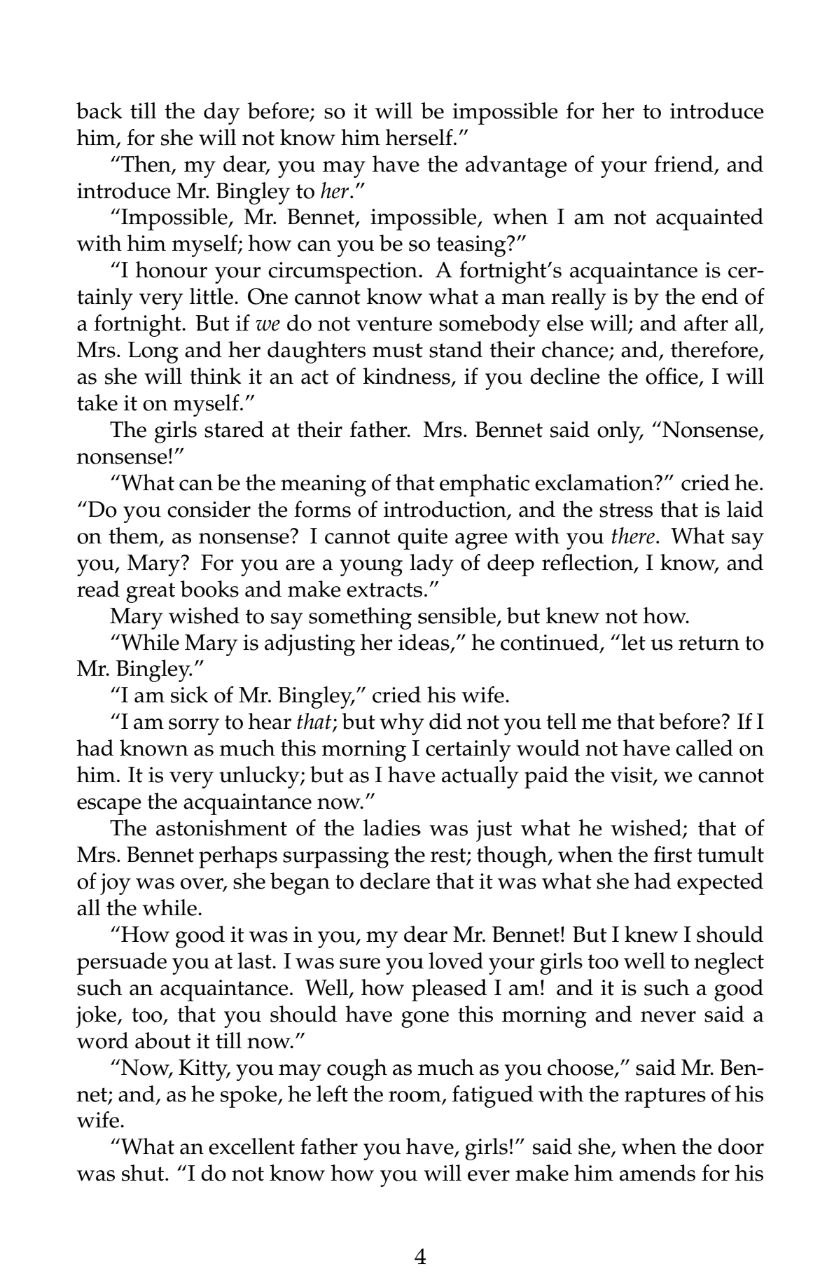 back till the day before; so it will be impossible for her to introduce
him, for she will not know him herself.”
“Then, my dear, you may have the advantage of your friend, and
introduce Mr. Bingley to her.”
“Impossible, Mr. Bennet, impossible, when I am not acquainted
with him myself; how can you be so teasing?”
“I honour your circumspection. A fortnight’s acquaintance is cer-
tainly very little. One cannot know what a man really is by the end of
a fortnight. But if we do not venture somebody else will; and after all,
Mrs. Long and her daughters must stand their chance; and, therefore,
as she will think it an act of kindness, if you decline the office, I will
take it on myself.”
The girls stared at their father. Mrs. Bennet said only, “Nonsense,
nonsense!”
“What can be the meaning of that emphatic exclamation?” cried he.
“Do you consider the forms of introduction, and the stress that is laid
on them, as nonsense? I cannot quite agree with you there. What say
you, Mary? For you are a young lady of deep reflection, I know, and
read great books and make extracts.”
Mary wished to say something sensible, but knew not how.
“While Mary is adjusting her ideas,” he continued, “let us return to
Mr. Bingley.”
“I am sick of Mr. Bingley,” cried his wife.
“I am sorry to hear that; but why did not you tell me that before? If I
had known as much this morning I certainly would not have called on
him. It is very unlucky; but as I have actually paid the visit, we cannot
escape the acquaintance now.”
The astonishment of the ladies was just what he wished; that of
Mrs. Bennet perhaps surpassing the rest; though, when the first tumult
of joy was over, she began to declare that it was what she had expected
all the while.
“How good it was in you, my dear Mr. Bennet! But I knew I should
persuade you at last. I was sure you loved your girls too well to neglect
such an acquaintance. Well, how pleased I am! and it is such a good
joke, too, that you should have gone this morning and never said a
word about it till now.”
“Now, Kitty, you may cough as much as you choose,” said Mr. Ben-
net; and, as he spoke, he left the room, fatigued with the raptures of his
wife.
“What an excellent father you have, girls!” said she, when the door
was shut. “I do not know how you will ever make him amends for his
4